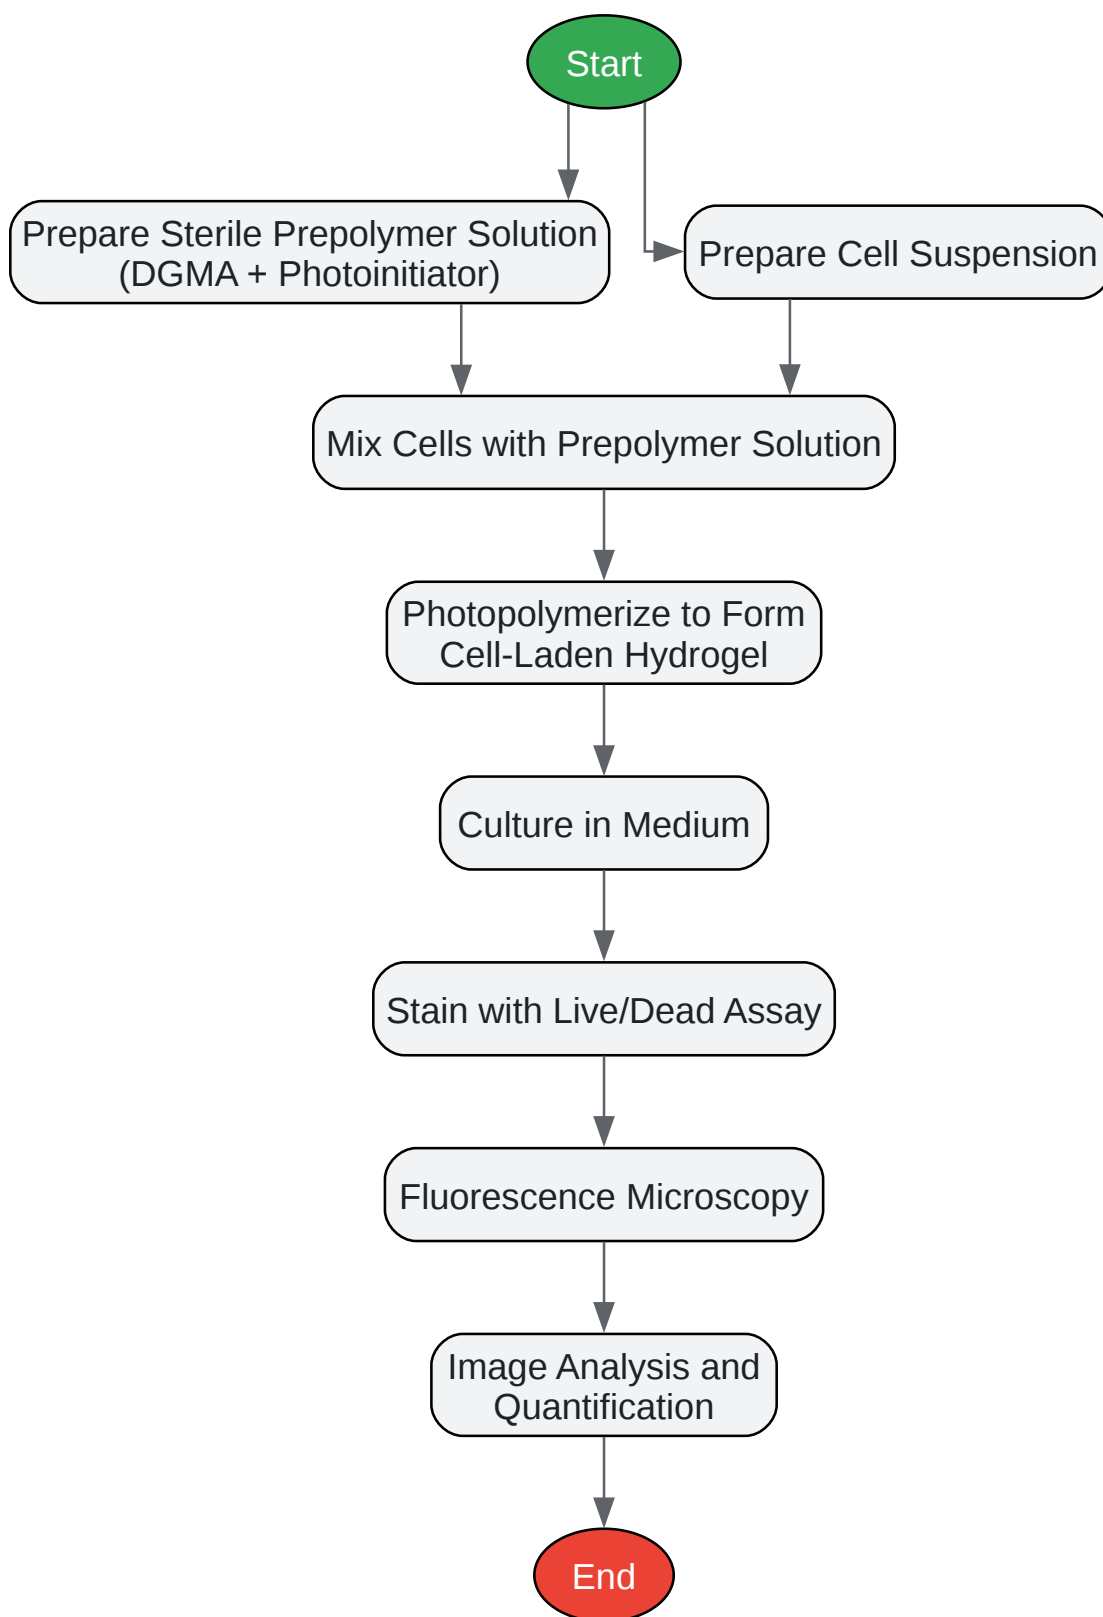 Start
Prepare Sterile Prepolymer Solution
(DGMA + Photoinitiator)
Prepare Cell Suspension
Mix Cells with Prepolymer Solution
Photopolymerize to Form
Cell-Laden Hydrogel
Culture in Medium
Stain with Live/Dead Assay
Fluorescence Microscopy
Image Analysis and
Quantification
End